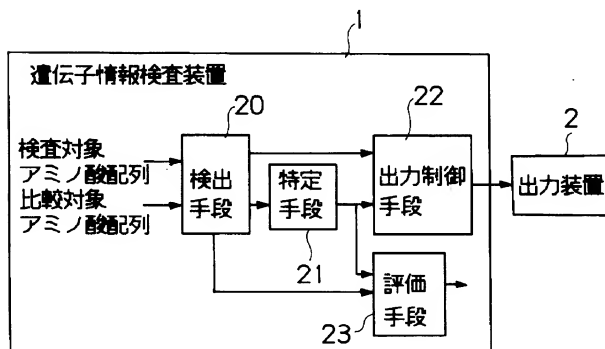 1
遺伝子情報検査装置
20
22
2
検査対象
アミノ酸配列
比較対象
アミノ酸配列
検出
手段
特定
手段
出力制御
手段
出力装置
21
評価
手段
23